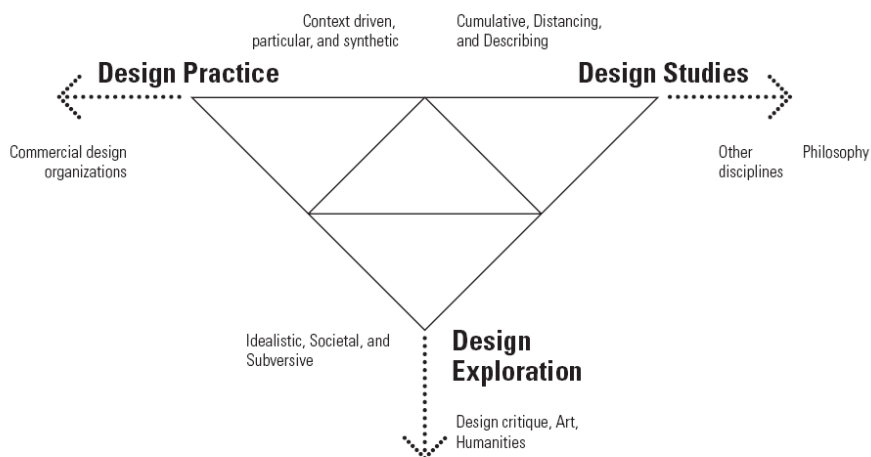 Context driven,
particular, and synthetic
Cumulative, Distancing,
and Describing
Design Practice
Design Studies
Commercial design
organizations
Other
disciplines
Philosophy
Idealistic, Societal, and
Subversive
Design
Exploration
Design critique, Art,
Humanities